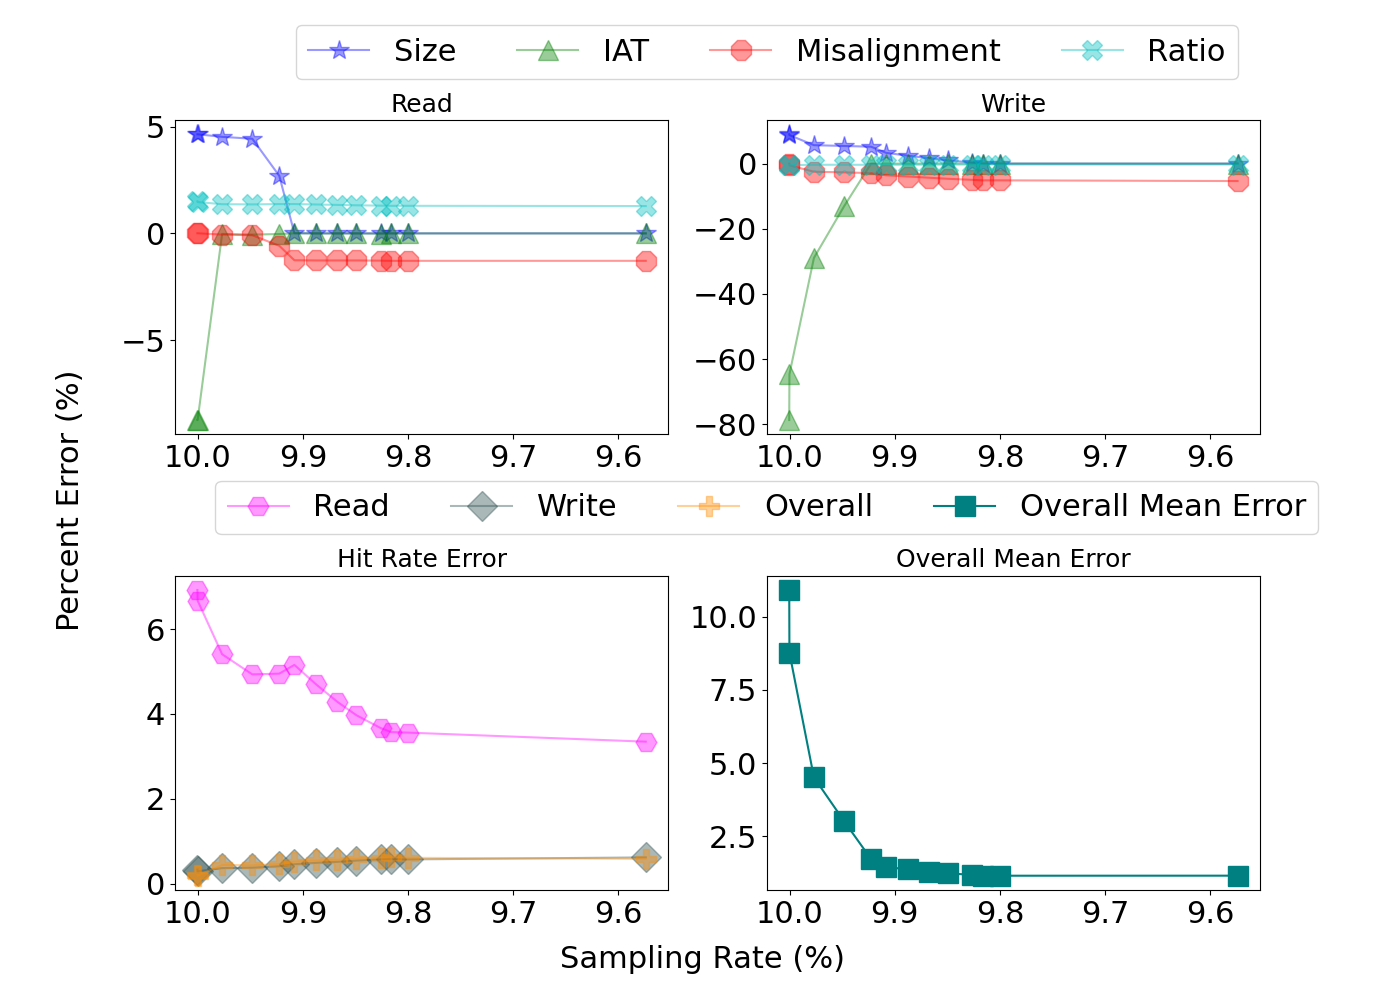 Size IAT Misalignment Ratio
Read Write
5
0
−5
0
−20
−40
−60
−80
10.0 9.9 9.8 9.7 9.6
10.0 9.9 9.8 9.7 9.6
Percent Error (%)
Read Write Overall Overall Mean Error
Hit Rate Error Overall Mean Error
6
4
2
0
10.0
7.5
5.0
2.5
10.0 9.9 9.8 9.7 9.6
10.0 9.9 9.8 9.7 9.6
Sampling Rate (%)